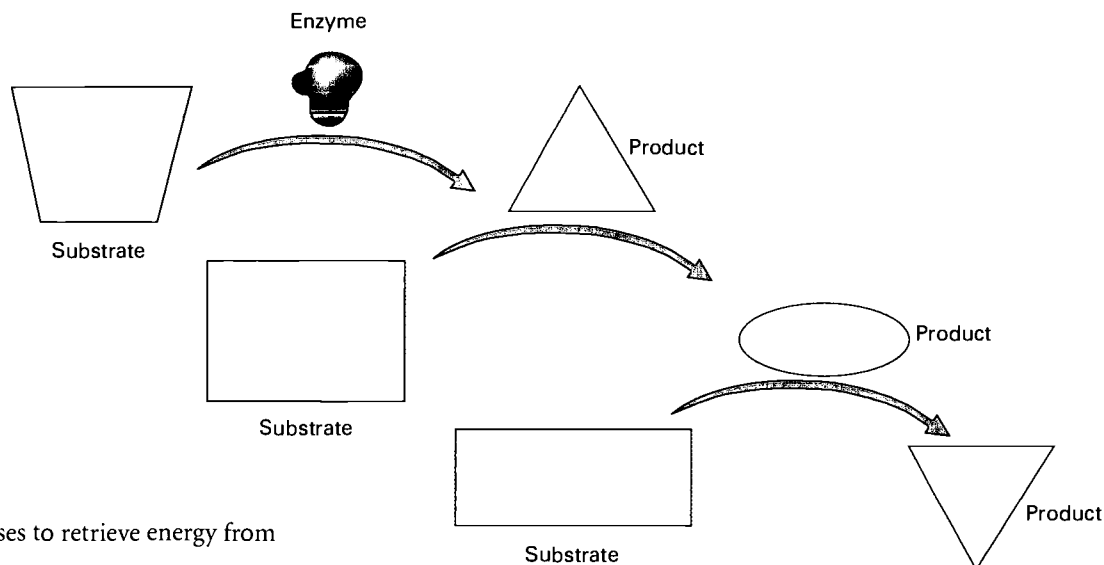 Enzyme
Product
Substrate
Product
Substrate
Product
ses to retrieve energy from
Substrate